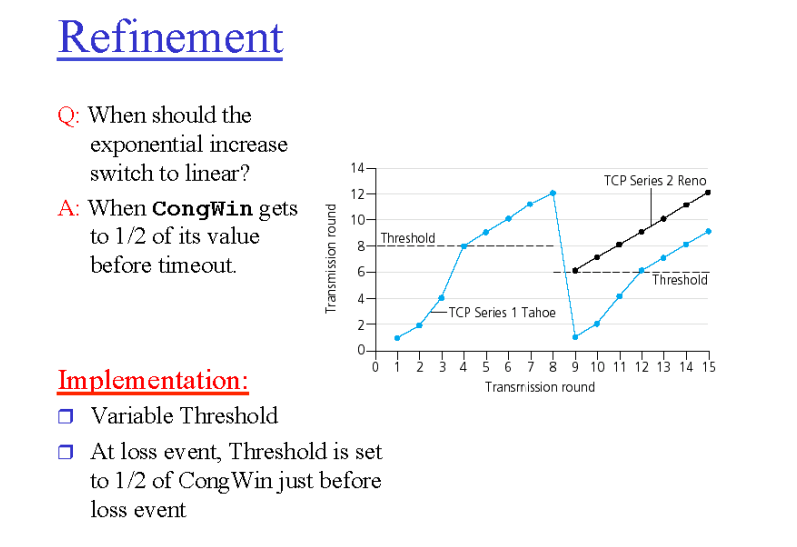 Refinement
Q: When should the
exponential increase
switch to linear?
A: When CongWin gets
to 1/2 of its value
before timeout.
Implementation:
Variable Threshold
At loss event, Threshold is set
to 1/2 of CongWin just before
loss event
Transmission round
14
12
10
8
6
4
2
0
TCP Series 2 Reno
Threshold
Threshold
TCP Series 1 Tahoe
0 1 2 3 4 5 6 7 8 9 10 11 12 13 14 15
Transmission round